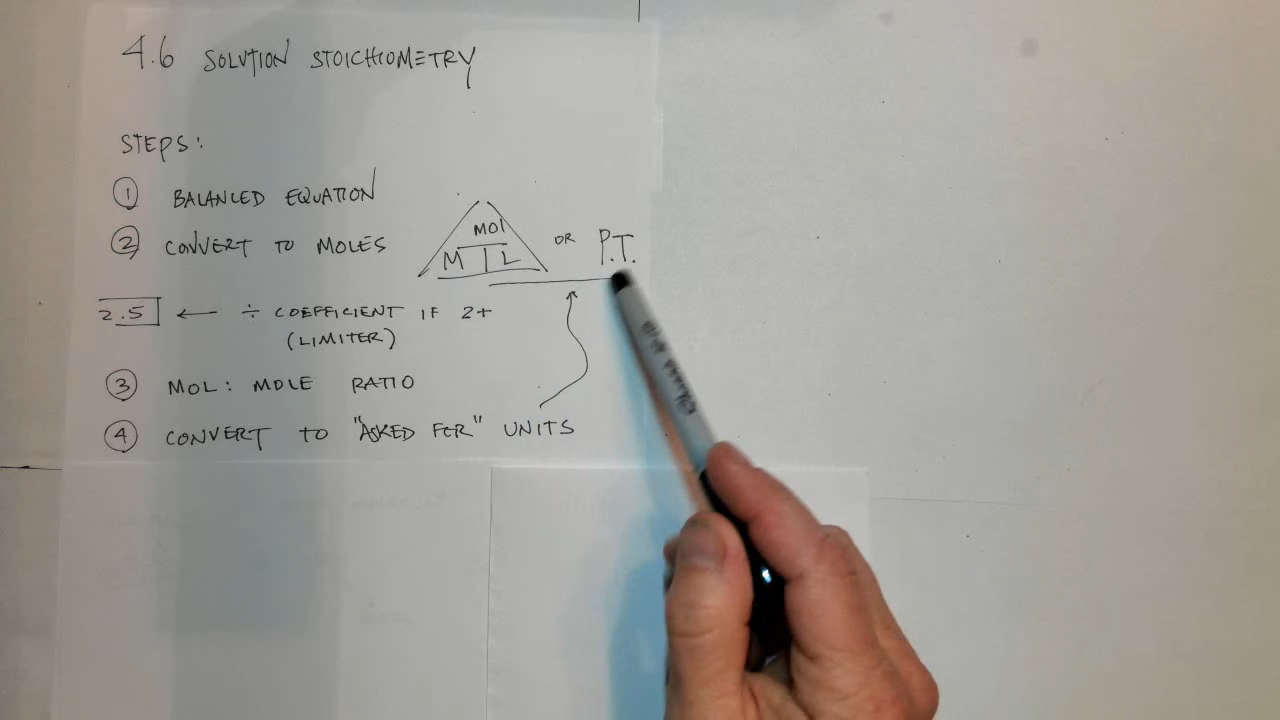 4.6 SOLUTION STOICHIOMETRY
STEPS:
① BALANCED EQUATION
② CONVERT TO MOLES
MOl
M L
OR P.T.
2.5 ← ÷ COEFFICIENT IF 2+
(LIMITER)
③ MOL: MOLE RATIO
④ CONVERT TO "ASKED FOR" UNITS